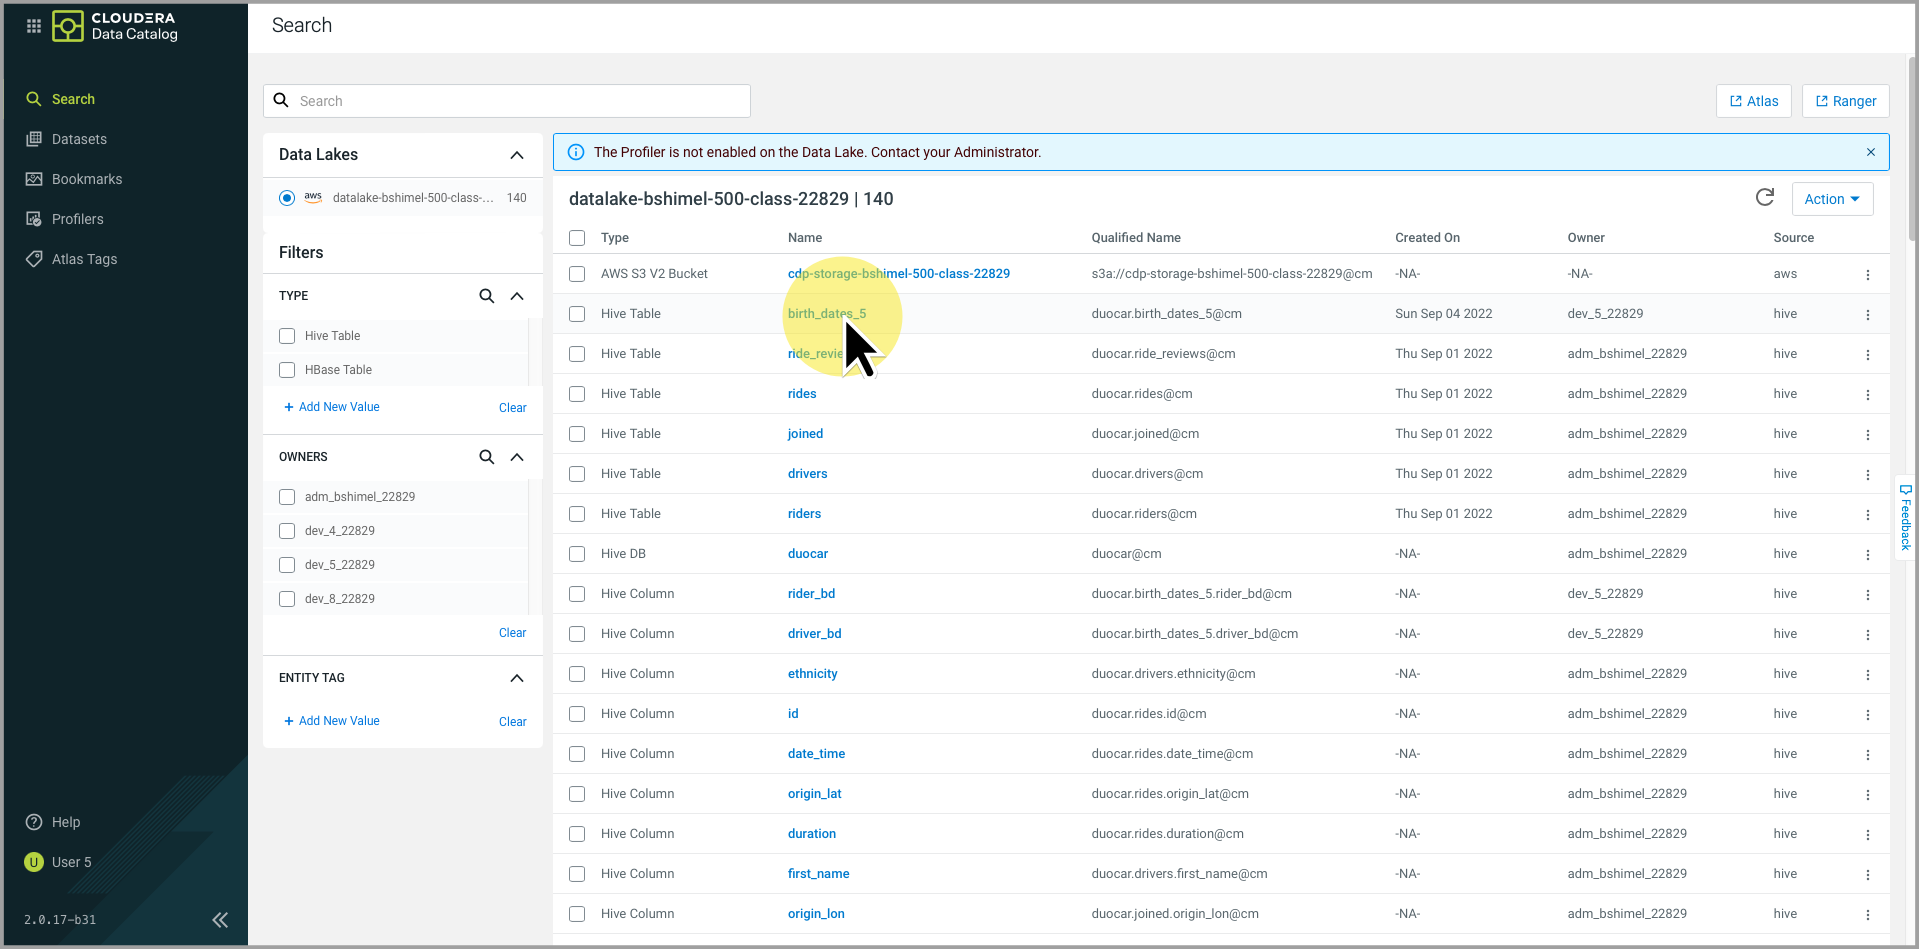 CLOUDERA
Data Catalog
Search
Search
Datasets
Bookmarks
Profilers
Atlas Tags
Help
U User 5
2.0.17-b31
Search
Atlas
Ranger
Data Lakes
aws datalake-bshimel-500-class-... 140
Filters
TYPE
Hive Table
HBase Table
+ Add New Value Clear
OWNERS
adm_bshimel_22829
dev_4_22829
dev_5_22829
dev_8_22829
Clear
ENTITY TAG
+ Add New Value Clear
The Profiler is not enabled on the Data Lake. Contact your Administrator.
datalake-bshimel-500-class-22829 | 140
Action
Type Name Qualified Name Created On Owner Source
AWS S3 V2 Bucket cdp-storage-bshimel-500-class-22829 s3a://cdp-storage-bshimel-500-class-22829@cm -NA- -NA- aws
Hive Table birth_dates_5 duocar.birth_dates_5@cm Sun Sep 04 2022 dev_5_22829 hive
Hive Table duocar.ride_reviews@cm Thu Sep 01 2022 adm_bshimel_22829 hive
Hive Table rides duocar.rides@cm Thu Sep 01 2022 adm_bshimel_22829 hive
Hive Table joined duocar.joined@cm Thu Sep 01 2022 adm_bshimel_22829 hive
Hive Table drivers duocar.drivers@cm Thu Sep 01 2022 adm_bshimel_22829 hive
Hive Table riders duocar.riders@cm Thu Sep 01 2022 adm_bshimel_22829 hive
Hive DB duocar duocar@cm -NA- adm_bshimel_22829 hive
Hive Column rider_bd duocar.birth_dates_5.rider_bd@cm -NA- dev_5_22829 hive
Hive Column driver_bd duocar.birth_dates_5.driver_bd@cm -NA- dev_5_22829 hive
Hive Column ethnicity duocar.drivers.ethnicity@cm -NA- adm_bshimel_22829 hive
Hive Column id duocar.rides.id@cm -NA- adm_bshimel_22829 hive
Hive Column date_time duocar.rides.date_time@cm -NA- adm_bshimel_22829 hive
Hive Column origin_lat duocar.rides.origin_lat@cm -NA- adm_bshimel_22829 hive
Hive Column duration duocar.rides.duration@cm -NA- adm_bshimel_22829 hive
Hive Column first_name duocar.drivers.first_name@cm -NA- adm_bshimel_22829 hive
Hive Column origin_lon duocar.joined.origin_lon@cm -NA- adm_bshimel_22829 hive
Feedback